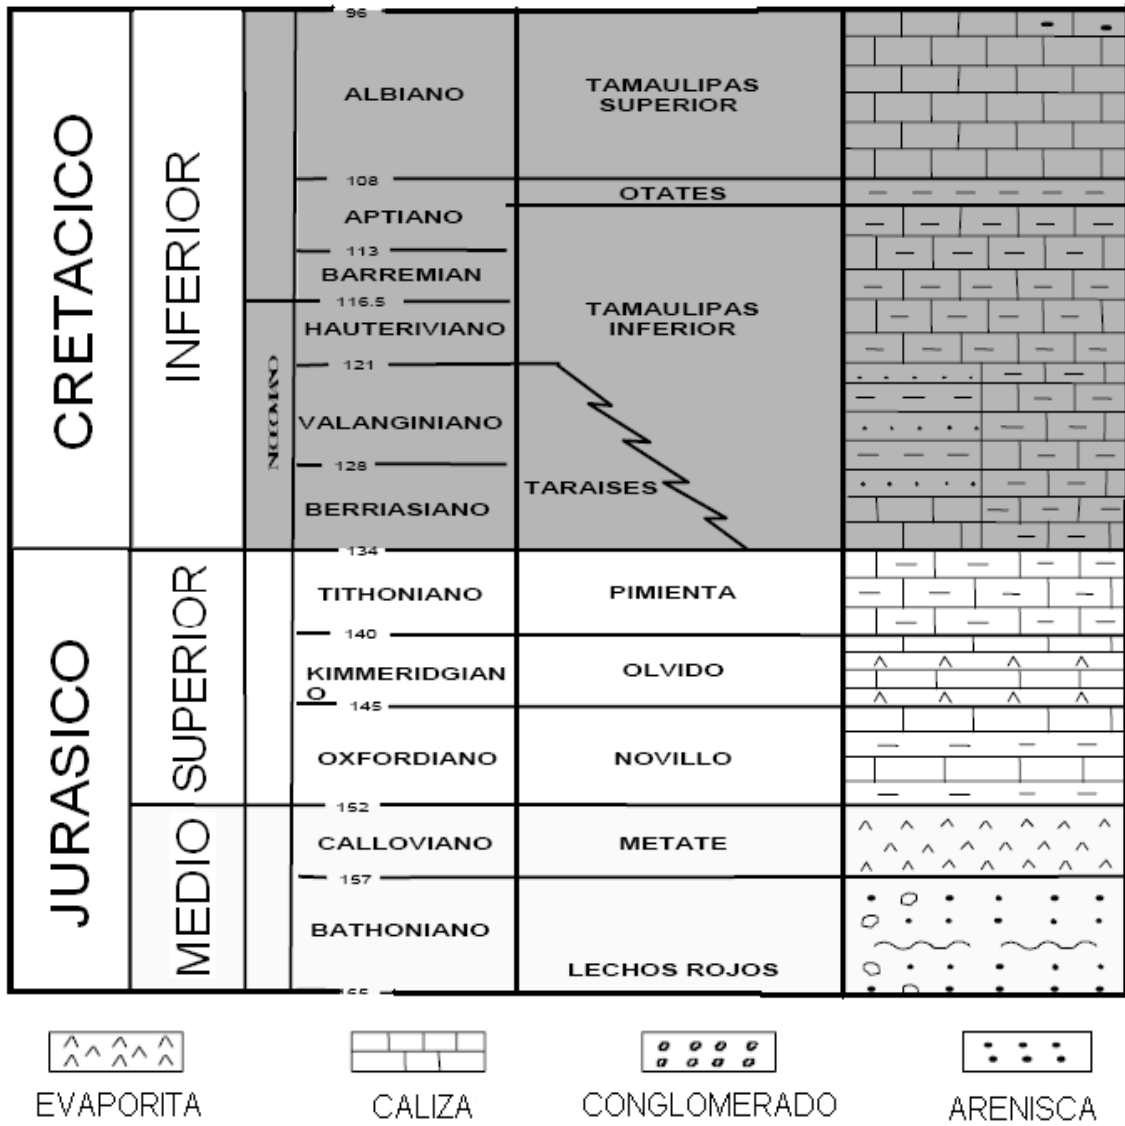 CRETACICO
INFERIOR
NEOCOMIANO
96
ALBIANO
TAMAULIPAS
SUPERIOR
108
OTATES
APTIANO
113
BARREMIAN
116.5
HAUTERIVIANO
TAMAULIPAS
INFERIOR
121
VALANGINIANO
128
TARAISES
BERRIASIANO
134
JURASICO
SUPERIOR
TITHONIANO
PIMIENTA
140
KIMMERIDGIAN
O
OLVIDO
145
OXFORDIANO
NOVILLO
152
MEDIO
CALLOVIANO
METATE
157
BATHONIANO
LECHOS ROJOS
EVAPORITA
CALIZA
CONGLOMERADO
ARENISCA